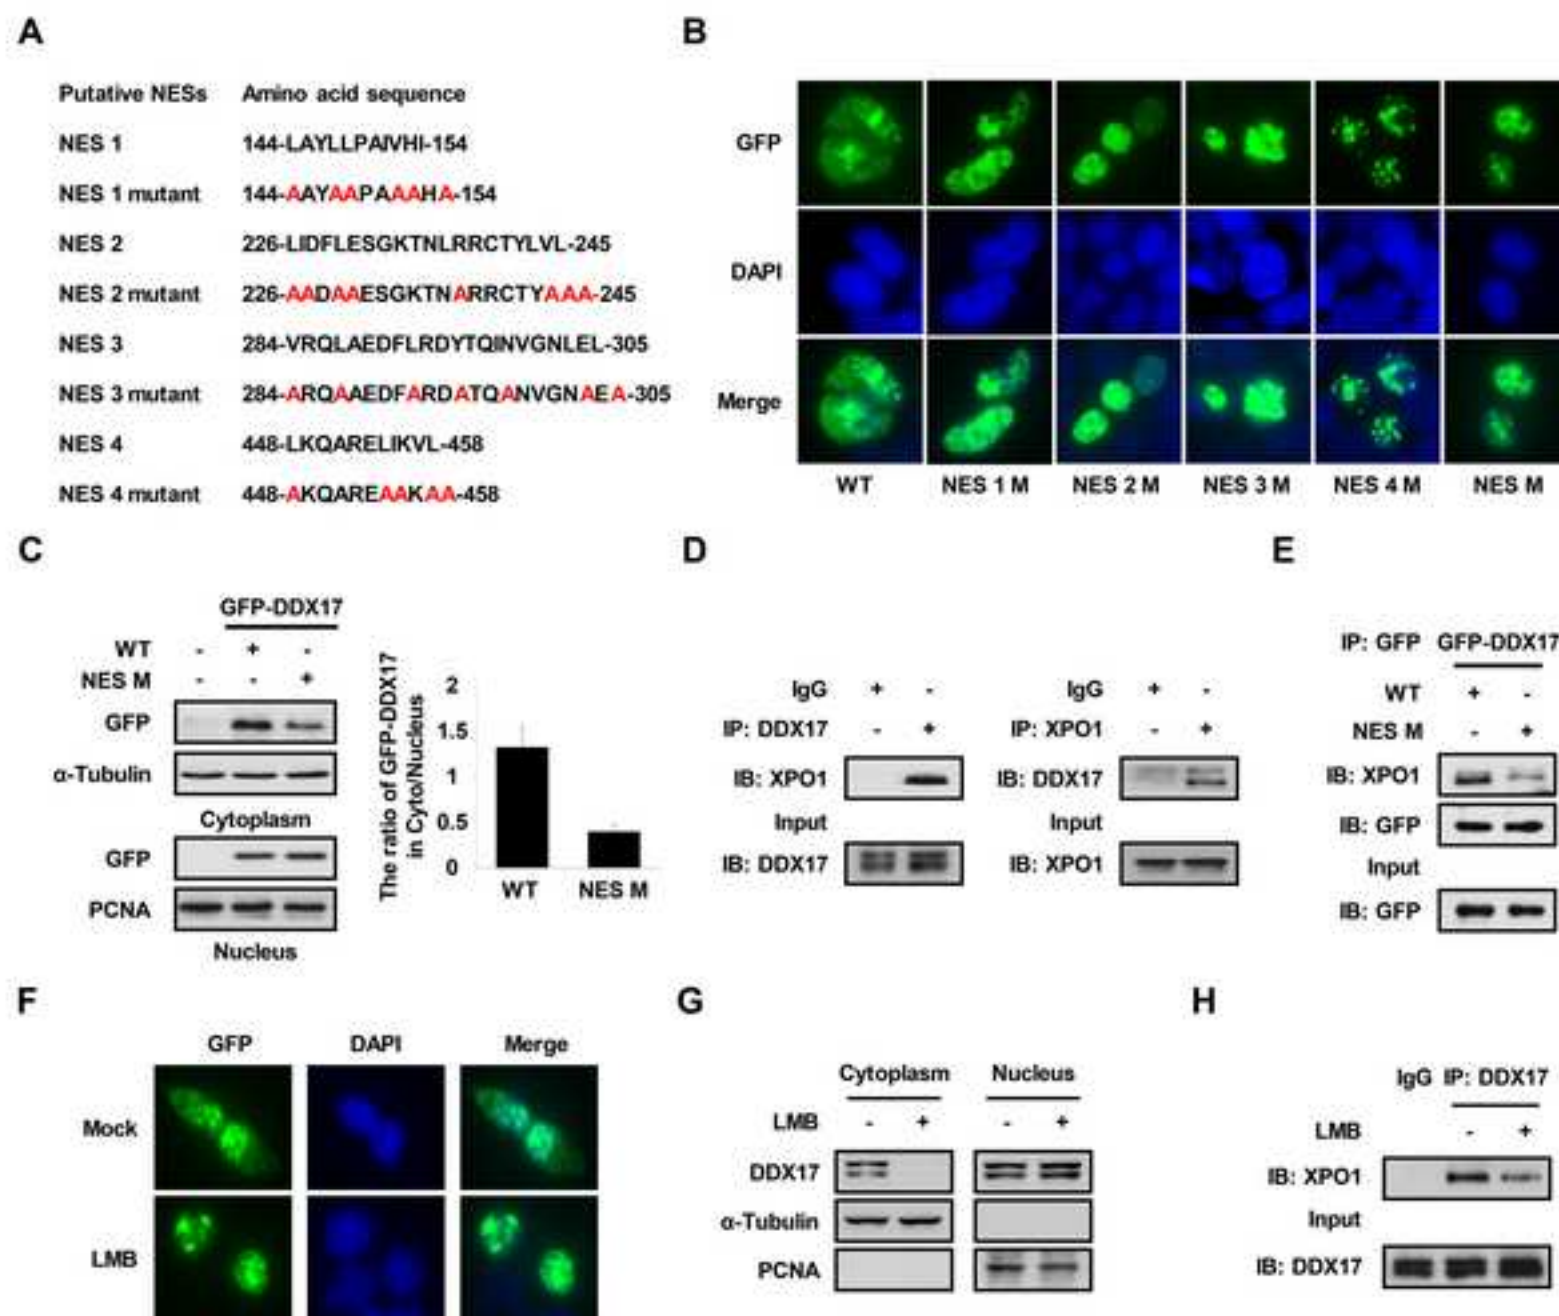 A
Putative NESs Amino acid sequence
NES 1 144-LAYLLPAIVHI-154
NES 1 mutant 144-AAYAAPAAAHA-154
NES 2 226-LIDFLESGKTNLRRCTYLVL-245
NES 2 mutant 226-AADAAESGKTNARRCTYAAA-245
NES 3 284-VRQLAEDFLRDYTQINVGNLEL-305
NES 3 mutant 284-ARQAAEDFARDATQANVGNAEA-305
NES 4 448-LKQARELIKVL-458
NES 4 mutant 448-AKQAREAAKAA-458
B
GFP
DAPI
Merge
WT NES 1 M NES 2 M NES 3 M NES 4 M NES M
C
GFP-DDX17
WT - + -
NES M - - +
GFP
α-Tubulin
Cytoplasm
GFP
PCNA
Nucleus
The ratio of GFP-DDX17
in Cyto/Nucleus
2
1.5
1
0.5
0
WT NES M
D
IgG + -
IP: DDX17 - +
IB: XPO1
Input
IB: DDX17
IgG + -
IP: XPO1 - +
IB: DDX17
Input
IB: XPO1
E
IP: GFP GFP-DDX17
WT + -
NES M - +
IB: XPO1
IB: GFP
Input
IB: GFP
F
GFP DAPI Merge
Mock
LMB
G
Cytoplasm Nucleus
LMB - + - +
DDX17
α-Tubulin
PCNA
H
IgG IP: DDX17
LMB - +
IB: XPO1
Input
IB: DDX17